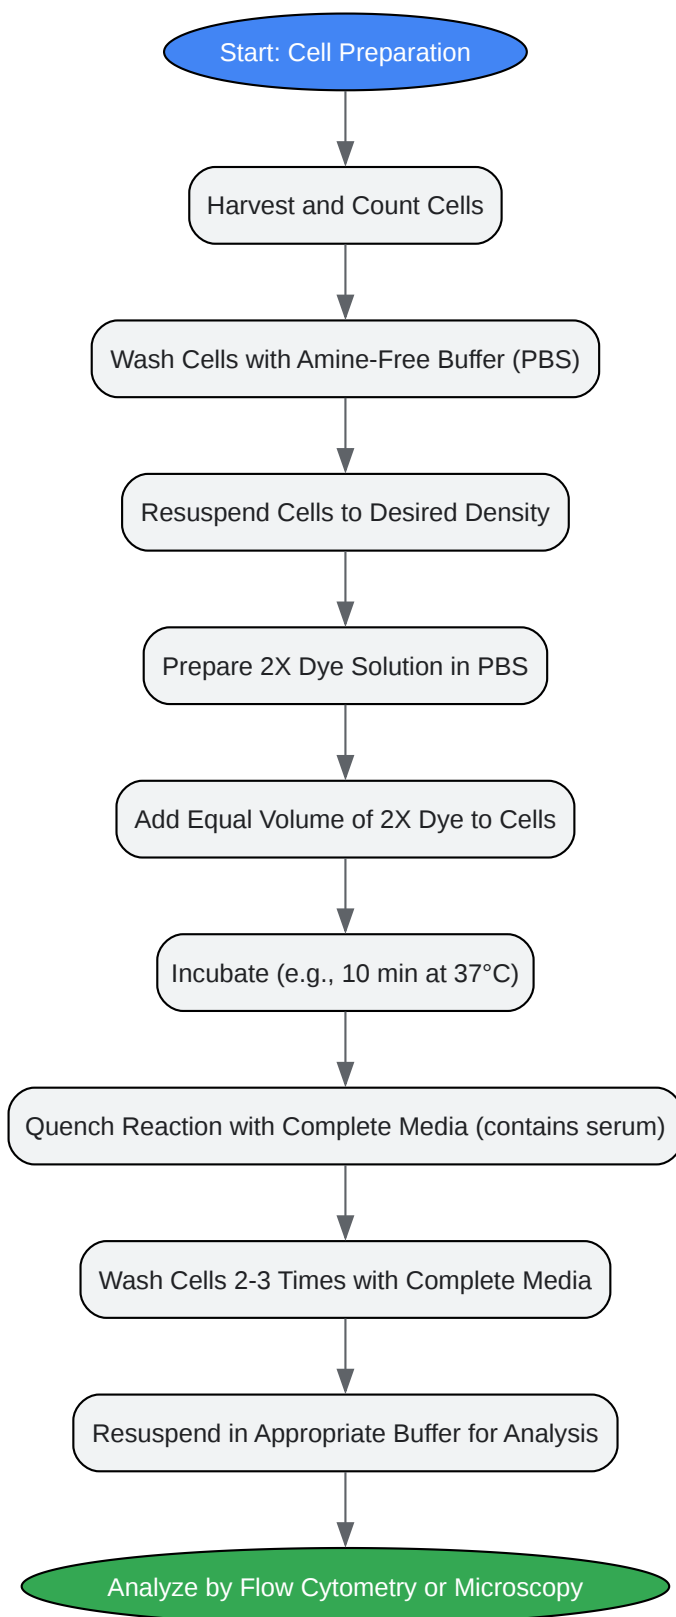 Start: Cell Preparation
Harvest and Count Cells
Wash Cells with Amine-Free Buffer (PBS)
Resuspend Cells to Desired Density
Prepare 2X Dye Solution in PBS
Add Equal Volume of 2X Dye to Cells
Incubate (e.g., 10 min at 37°C)
Quench Reaction with Complete Media (contains serum)
Wash Cells 2-3 Times with Complete Media
Resuspend in Appropriate Buffer for Analysis
Analyze by Flow Cytometry or Microscopy